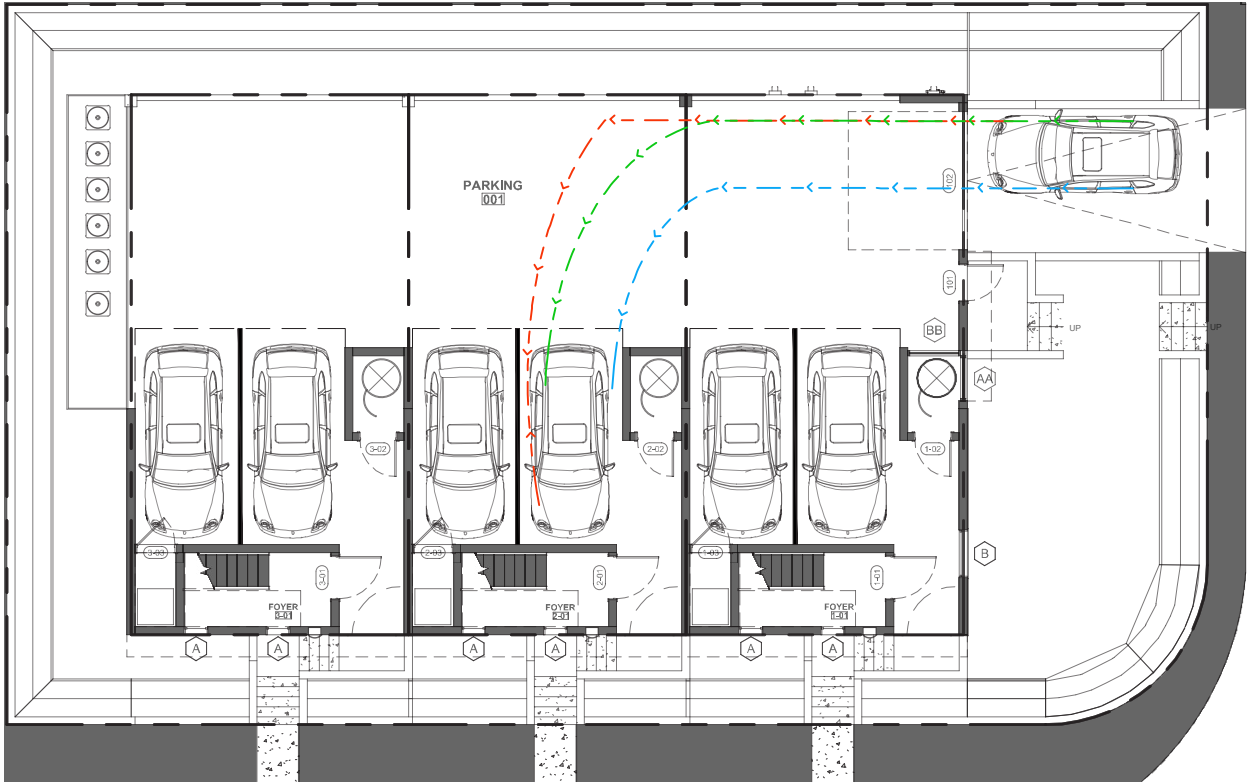 PARKING
001
102
101
BB
UP
UP
AA
3-02
2-02
1-02
3-03
2-03
1-03
B
3-01
2-01
1-01
FOYER
3-01
FOYER
2-01
FOYER
1-01
A
A
A
A
A
A